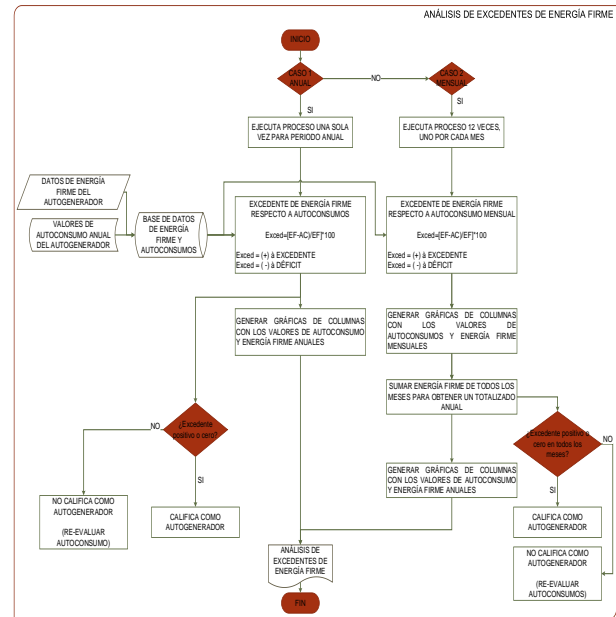 ANÁLISIS DE EXCEDENTES DE ENERGÍA FIRME
INICIO
CASO 1
ANUAL
NO
CASO 2
MENSUAL
SI
SI
EJECUTA PROCESO UNA SOLA
VEZ PARA PERIODO ANUAL
EJECUTA PROCESO 12 VECES,
UNO POR CADA MES
DATOS DE ENERGÍA
FIRME DEL
AUTOGENERADOR
VALORES DE
AUTOCONSUMO ANUAL
DEL AUTOGENERADOR
BASE DE DATOS
DE ENERGÍA
FIRME Y
AUTOCONSUMOS
EXCEDENTE DE ENERGÍA FIRME
RESPECTO A AUTOCONSUMOS
Exced=[EF-AC)/EF]*100
Exced = (+) à EXCEDENTE
Exced = ( -) à DÉFICIT
EXCEDENTE DE ENERGÍA FIRME
RESPECTO A AUTOCONSUMO MENSUAL
Exced=[EF-AC)/EF]*100
Exced = (+) à EXCEDENTE
Exced = ( -) à DÉFICIT
GENERAR GRÁFICAS DE COLUMNAS
CON LOS VALORES DE AUTOCONSUMO
Y ENERGÍA FIRME ANUALES
GENERAR GRÁFICAS DE COLUMNAS
CON LOS VALORES DE
AUTOCONSUMOS Y ENERGÍA FIRME
MENSUALES
SUMAR ENERGÍA FIRME DE TODOS LOS
MESES PARA OBTENER UN TOTALIZADO
ANUAL
NO
¿Excedente
positivo o cero?
SI
¿Excedente positivo o
cero en todos los
meses?
NO
SI
GENERAR GRÁFICAS DE COLUMNAS
CON LOS VALORES DE AUTOCONSUMO
Y ENERGÍA FIRME ANUALES
NO CALIFICA COMO
AUTOGENERADOR
(RE-EVALUAR
AUTOCONSUMO)
CALIFICA COMO
AUTOGENERADOR
CALIFICA COMO
AUTOGENERADOR
ANÁLISIS DE
EXCEDENTES DE
ENERGÍA FIRME
NO CALIFICA COMO
AUTOGENERADOR
(RE-EVALUAR
AUTOCONSUMOS)
FIN